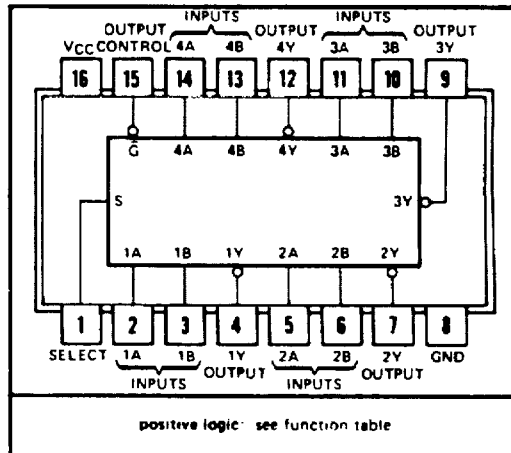 INPUTS INPUTS
OUTPUT OUTPUT OUTPUT
VCC CONTROL 4A 4B 4Y 3A 3B 3Y
16 15 14 13 12 11 10 9
G 4A 4B 4Y 3A 3B
S 3Y
1A 1B 1Y 2A 2B 2Y
1 2 3 4 5 6 7 8
SELECT 1A 1B 1Y 2A 2B 2Y GND
OUTPUT OUTPUT
INPUTS INPUTS
positive logic: see function table